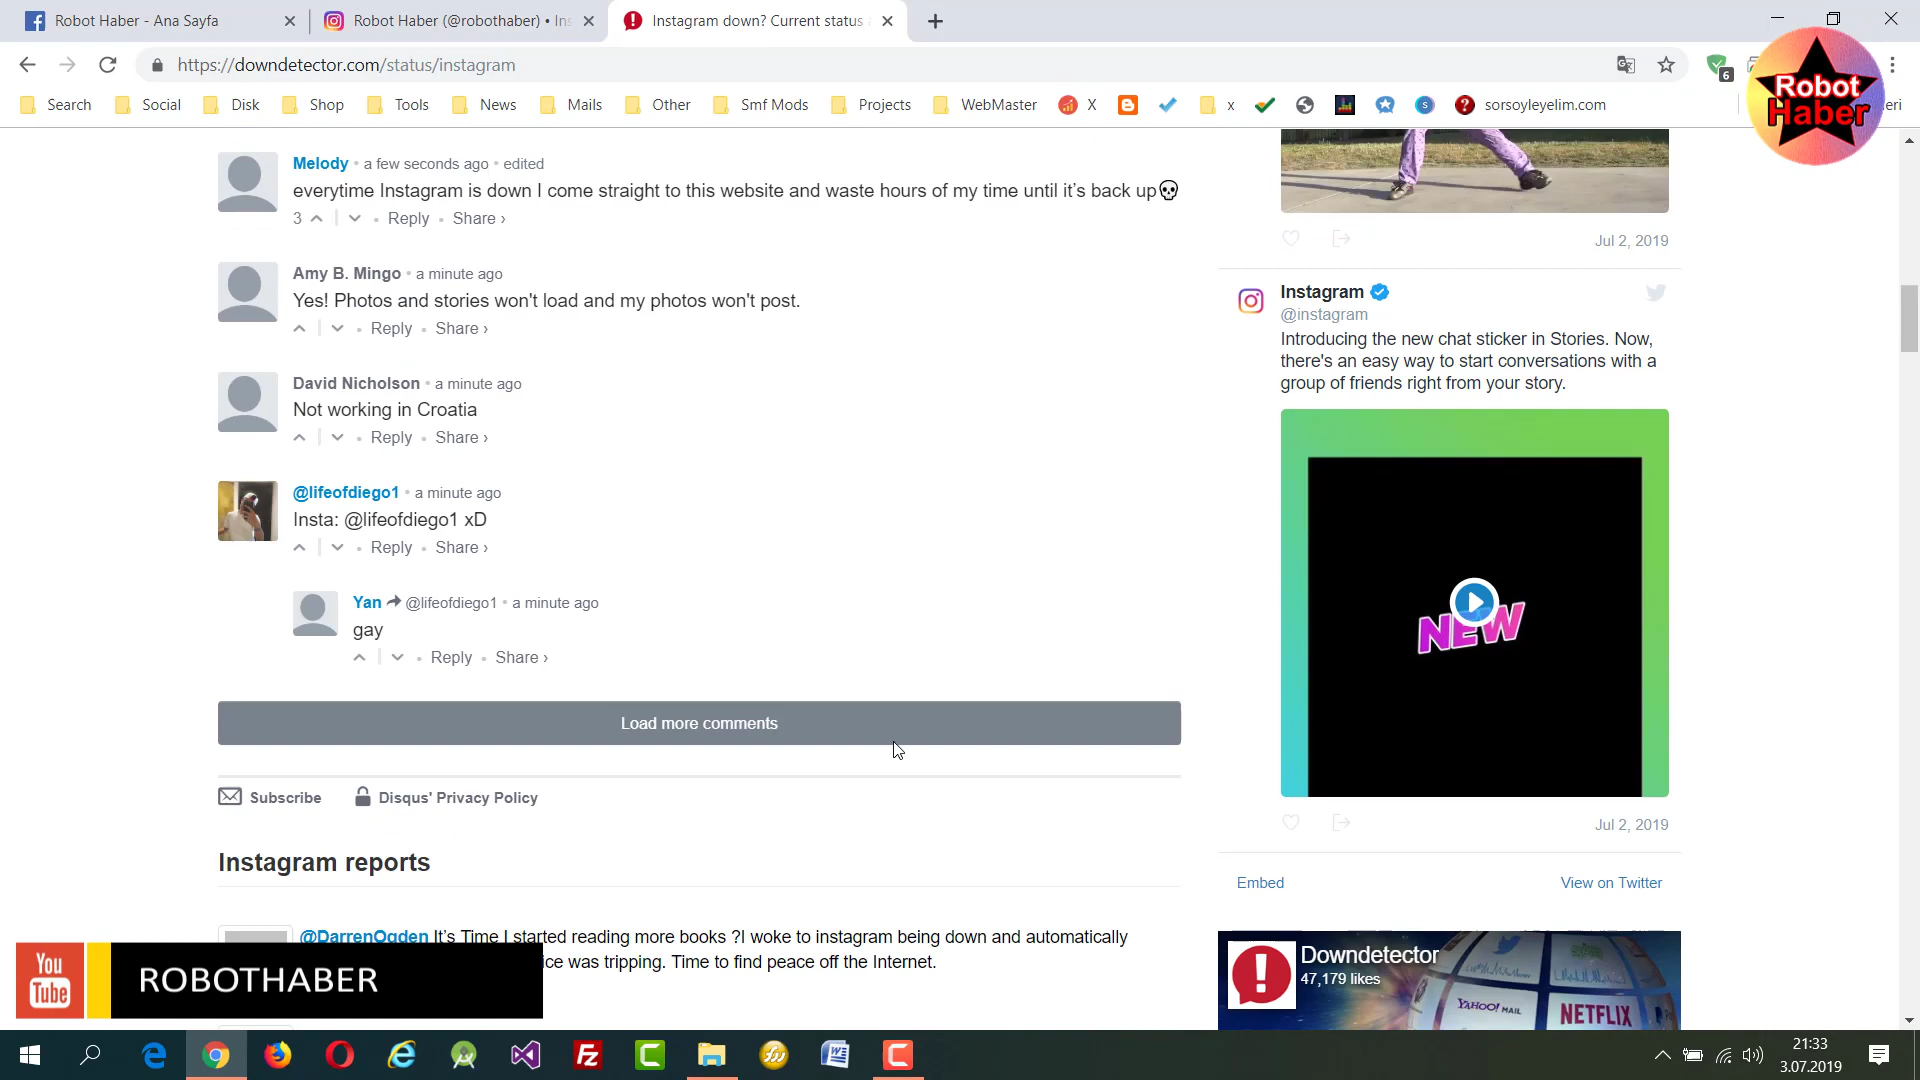 Robot Haber - Ana Sayfa
Robot Haber (@robothaber) • Ins
Instagram down? Current status a
https://downdetector.com/status/instagram
6
Search
Social
Disk
Shop
Tools
News
Mails
Other
Smf Mods
Projects
WebMaster
X
x
sorsoyleyelim.com
eri
Robot
Haber
Melody • a few seconds ago • edited
everytime Instagram is down I come straight to this website and waste hours of my time until it’s back up💀
3 Reply • Share ›
Amy B. Mingo • a minute ago
Yes! Photos and stories won't load and my photos won't post.
Reply • Share ›
David Nicholson • a minute ago
Not working in Croatia
Reply • Share ›
@lifeofdiego1 • a minute ago
Insta: @lifeofdiego1 xD
Reply • Share ›
Yan @lifeofdiego1 • a minute ago
gay
Reply • Share ›
Load more comments
Subscribe
Disqus' Privacy Policy
Instagram reports
@DarrenOgden It’s Time I started reading more books ?I woke to instagram being down and automatically
ice was tripping. Time to find peace off the Internet.
Jul 2, 2019
Instagram
@instagram
Introducing the new chat sticker in Stories. Now,
there's an easy way to start conversations with a
group of friends right from your story.
NEW
Jul 2, 2019
Embed
View on Twitter
Downdetector
47,179 likes
YAHOO! MAIL
NETFLIX
You
Tube
ROBOTHABER
21:33
3.07.2019